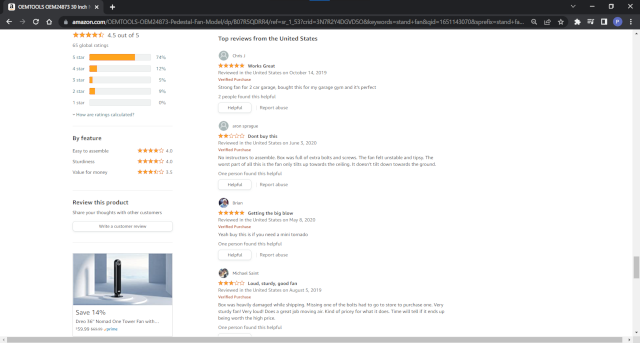 OEMTOOLS OEM24873 30 Inch
amazon.com/OEMTOOLS-OEM24873-Pedestal-Fan-Model/dp/B07R5QDRR4/ref=sr_1_53?crid=3N7R2Y4DGVDSO&keywords=stand+fan&qid=1651143070&sprefix=stand+fa...
4.5 out of 5
65 global ratings
5 star 74%
4 star 12%
3 star 5%
2 star 9%
1 star 0%
How are ratings calculated?
By feature
Easy to assemble 4.0
Sturdiness 4.0
Value for money 3.5
Review this product
Share your thoughts with other customers
Write a customer review
Save 14%
Dreo 36" Nomad One Tower Fan with...
$59.99 prime
Top reviews from the United States
Chris J
Works Great
Reviewed in the United States on October 14, 2019
Verified Purchase
Strong fan for 2 car garage, bought this for my garage gym and it's perfect
2 people found this helpful
Helpful | Report abuse
aron sprague
Dont buy this
Reviewed in the United States on June 3, 2020
Verified Purchase
No instructors to assemble. Box was full of extra bolts and screws. The fan felt unstable and tipsy. The
worst part of all this is the fan only tilts up towards the ceiling. It doesn't tilt down towards the ground.
One person found this helpful
Helpful | Report abuse
Brian
Getting the big blow
Reviewed in the United States on May 6, 2020
Verified Purchase
Yeah buy this is if you need a mini tornado
One person found this helpful
Helpful | Report abuse
Michael Saint
Loud, sturdy, good fan
Reviewed in the United States on August 5, 2019
Verified Purchase
Box was heavily damaged while shipping. Missing one of the bolts had to go to store to purchase one. Very
sturdy fan! Very loud! Does a great job moving air. Kind of pricey for what it does. Time will tell if it ends up
being worth the high price.
One person found this helpful